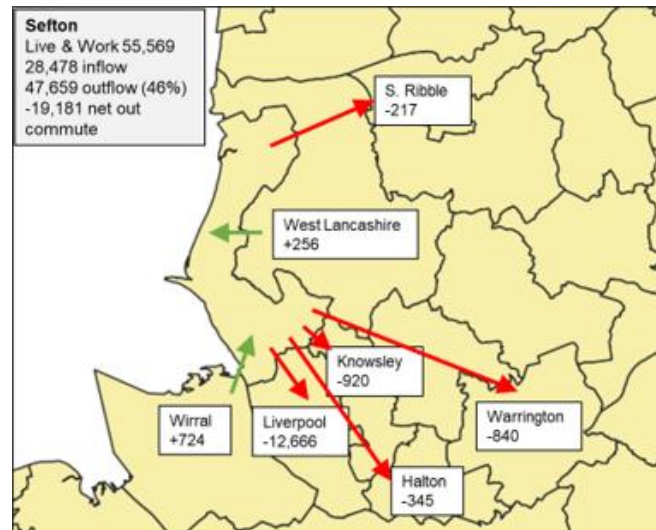 Sefton
Live & Work 55,569
28,478 inflow
47,659 outflow (46%)
-19,181 net out
commute
S. Ribble
-217
West Lancashire
+256
Knowsley
-920
Wirral
+724
Liverpool
-12,666
Warrington
-840
Halton
-345